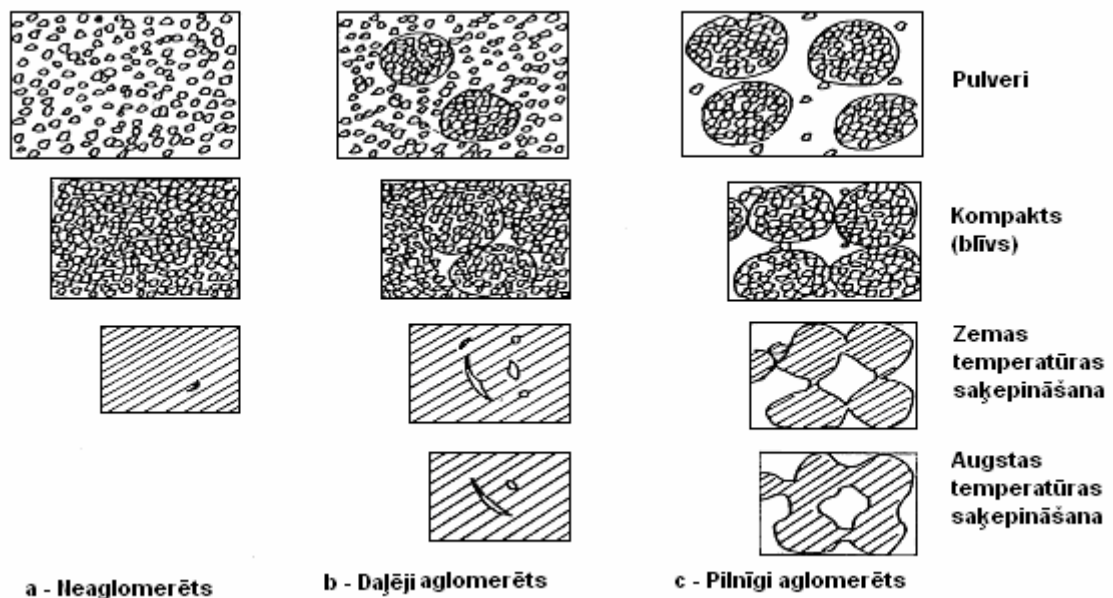 Pulveri
Kompakts
(blīvs)
Zemas
temperatūras
saķepināšana
Augstas
temperatūras
saķepināšana
a - Neaglomerēts
b - Daļēji aglomerēts
c - Pilnīgi aglomerēts